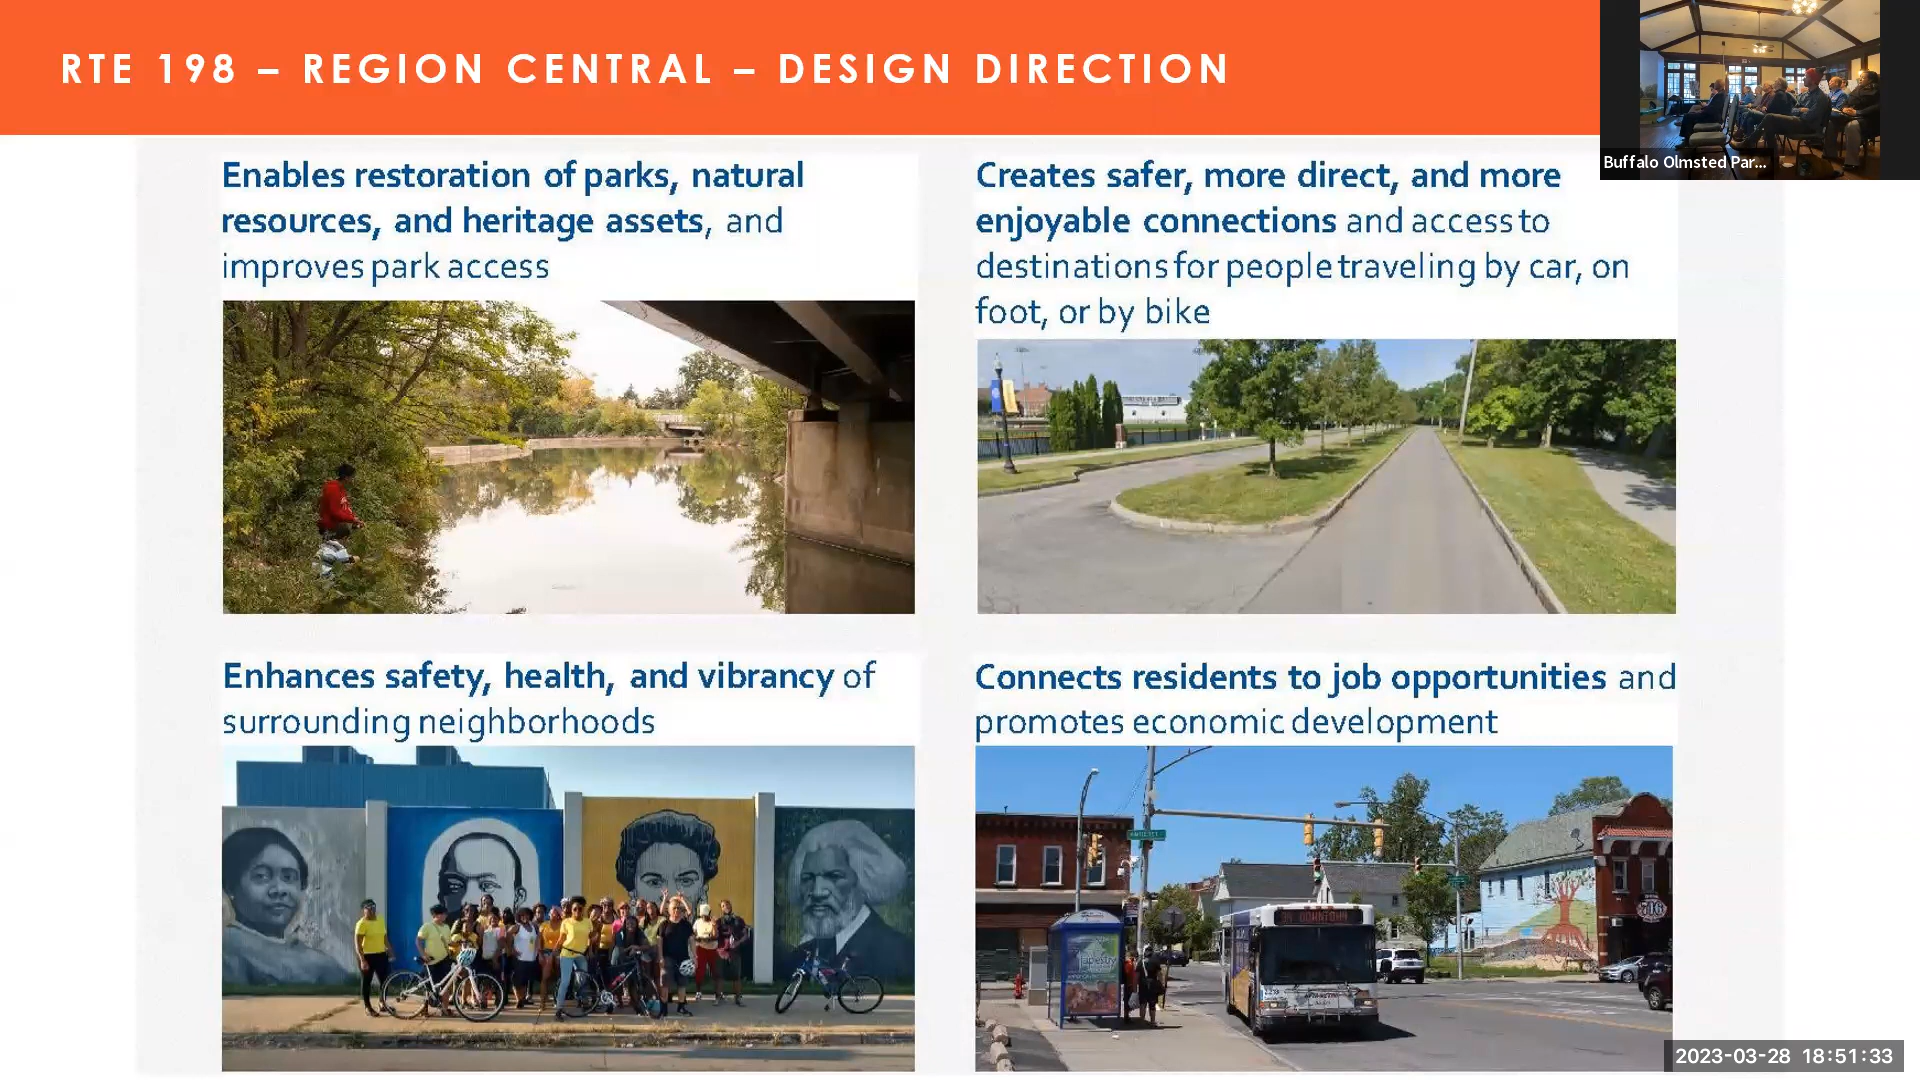 RTE 198 – REGION CENTRAL – DESIGN DIRECTION
Buffalo Olmsted Par...
Enables restoration of parks, natural
resources, and heritage assets, and
improves park access
Creates safer, more direct, and more
enjoyable connections and access to
destinations for people traveling by car, on
foot, or by bike
Enhances safety, health, and vibrancy of
surrounding neighborhoods
Connects residents to job opportunities and
promotes economic development
DOWNTOWN
716
2023-03-28 18:51:33